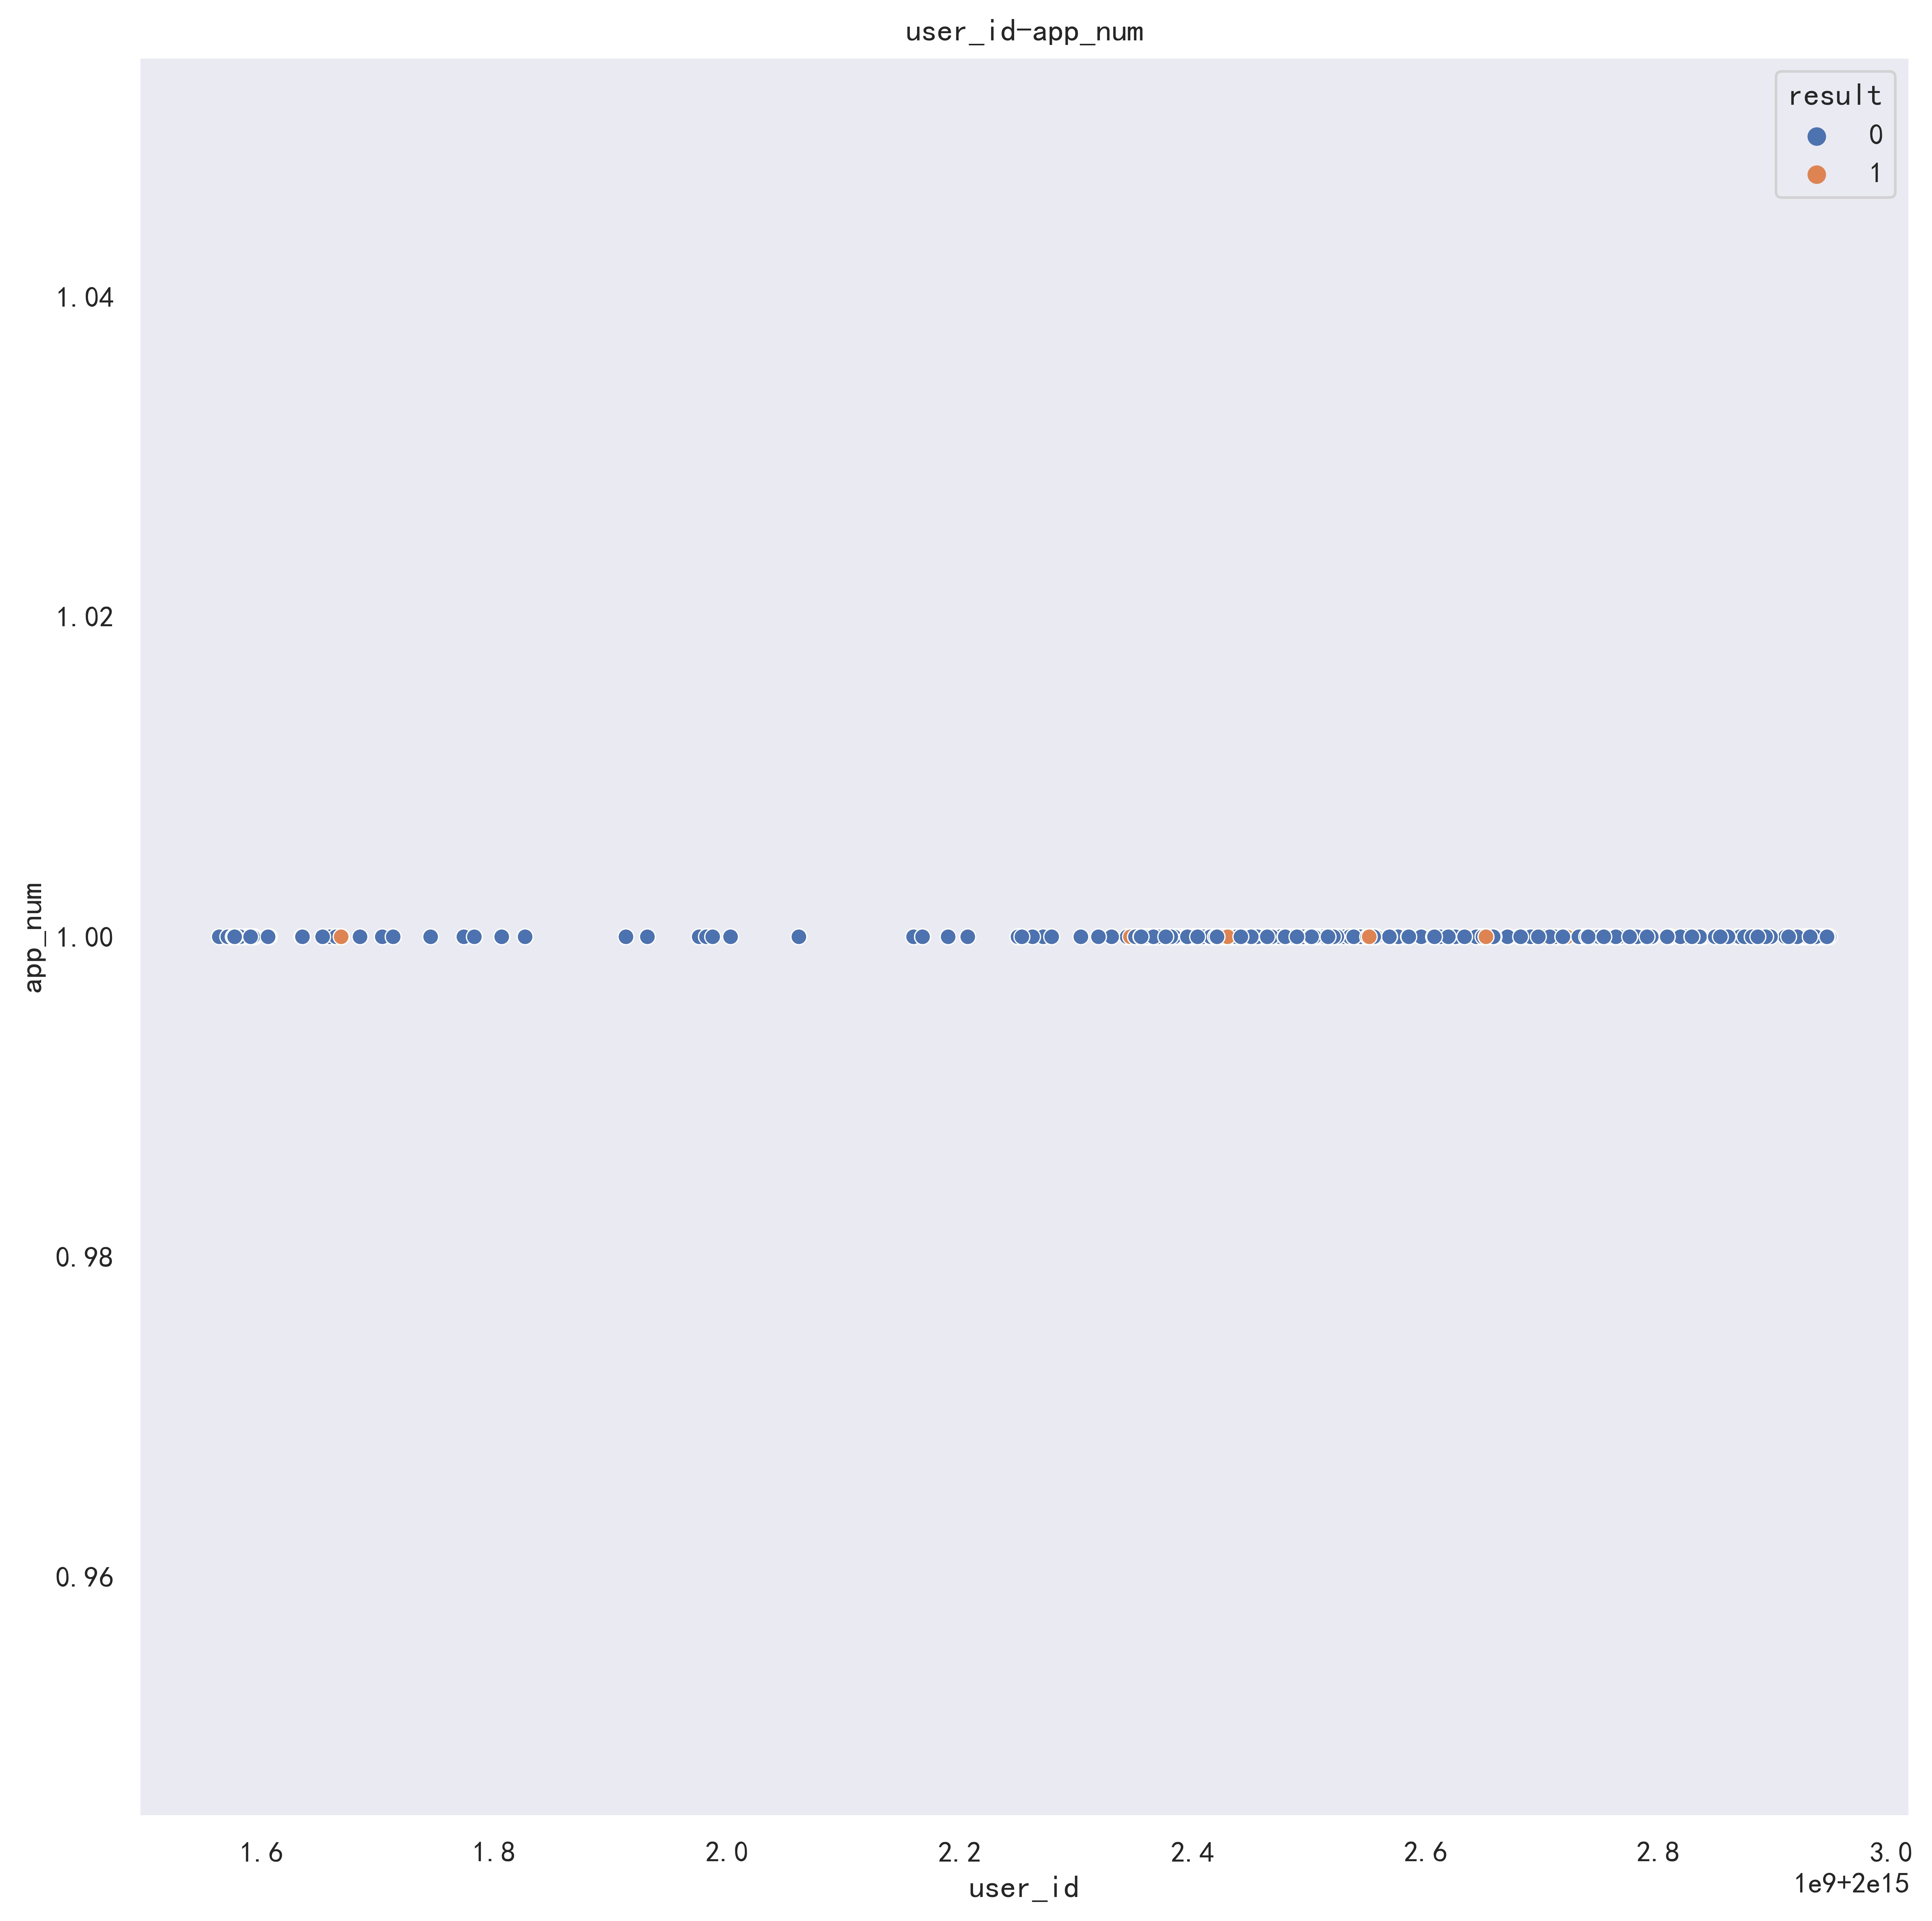 user_id-app_num
result
0
1
1.04
1.02
1.00
0.98
0.96
app_num
1.6 1.8 2.0 2.2 2.4 2.6 2.8 3.0
1e9+2e15
user_id